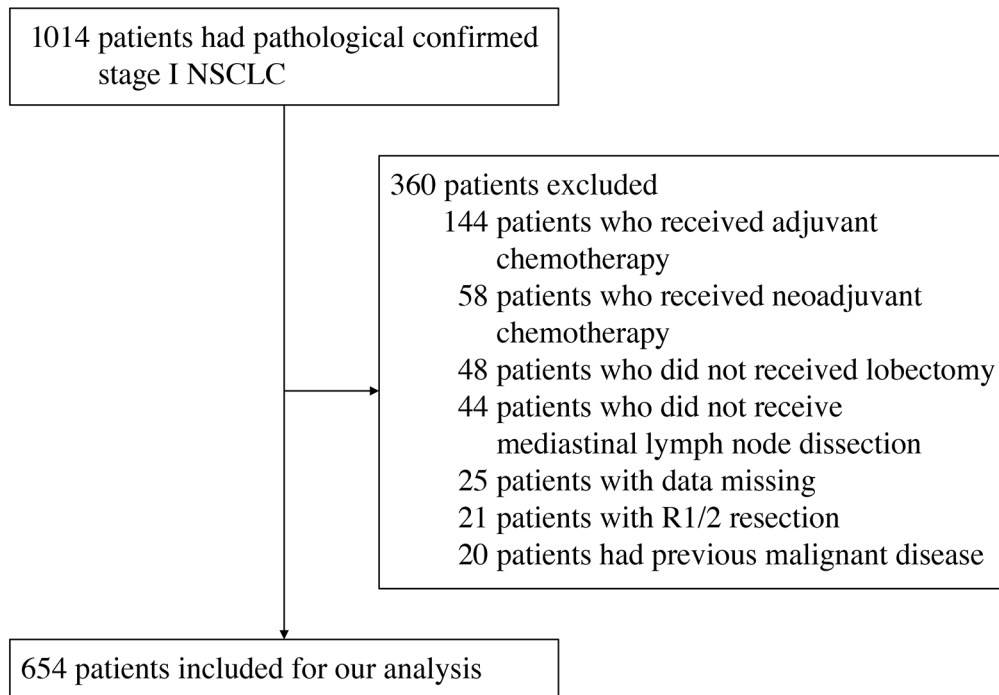 1014 patients had pathological confirmed
stage I NSCLC
360 patients excluded
144 patients who received adjuvant
chemotherapy
58 patients who received neoadjuvant
chemotherapy
48 patients who did not received lobectomy
44 patients who did not receive
mediastinal lymph node dissection
25 patients with data missing
21 patients with R1/2 resection
20 patients had previous malignant disease
654 patients included for our analysis